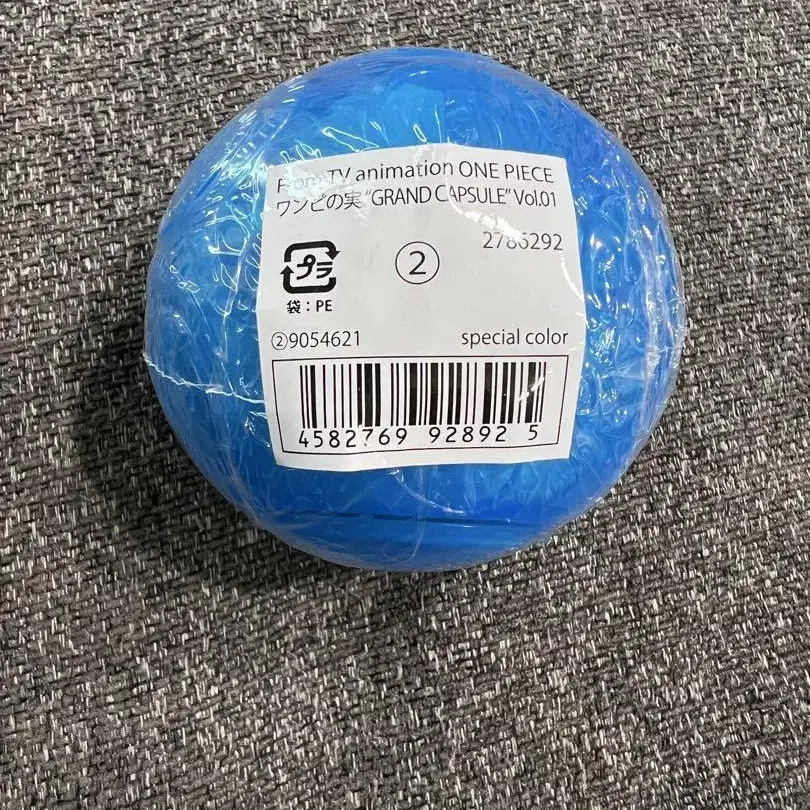 From TV animation ONE PIECE
ワンピの実 “GRAND CAPSULE” Vol.01
2786292
プラ ②
袋：PE
②9054621 special color
4582769 92892 5